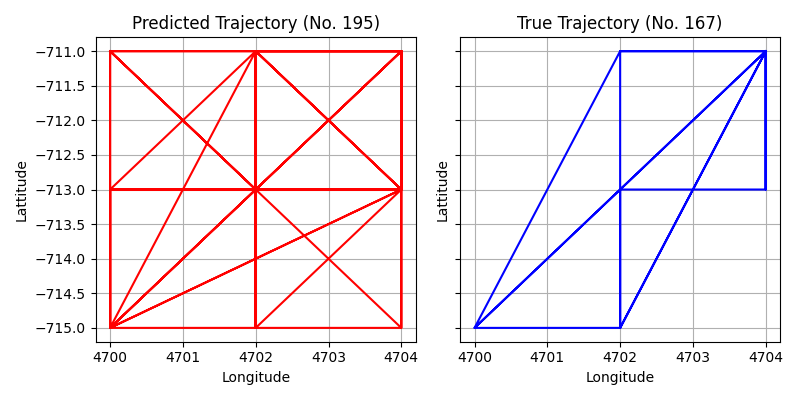 Predicted Trajectory (No. 195)
True Trajectory (No. 167)
Lattitude
−711.0
−711.5
−712.0
−712.5
−713.0
−713.5
−714.0
−714.5
−715.0
4700 4701 4702 4703 4704
Longitude
Lattitude
4700 4701 4702 4703 4704
Longitude